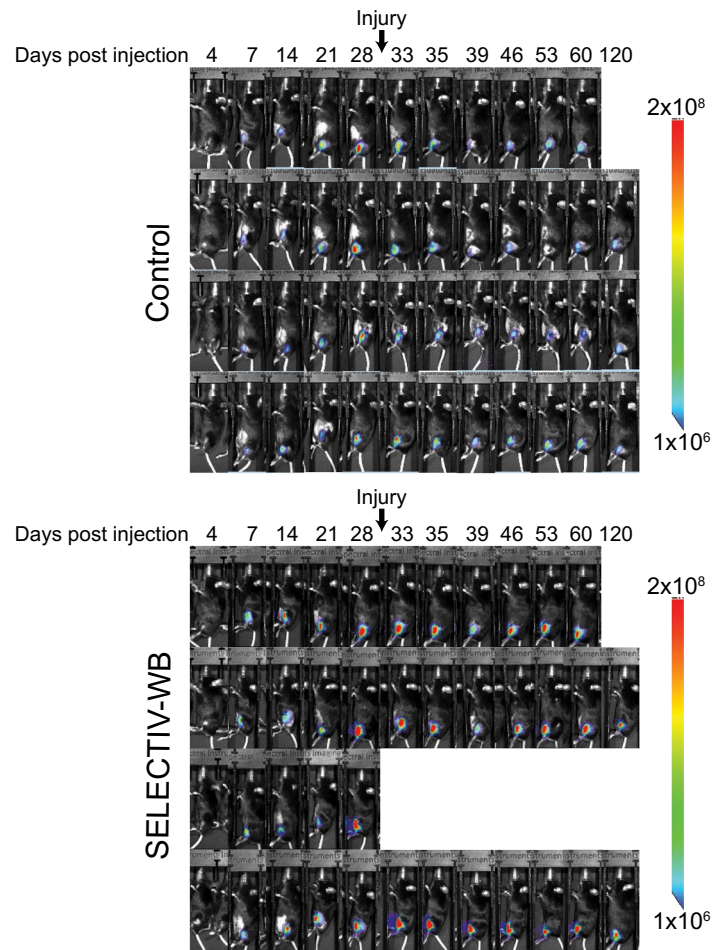 Injury
Days post injection 4 7 14 21 28 33 35 39 46 53 60 120
2x10⁸
Control
1x10⁶
Injury
Days post injection 4 7 14 21 28 33 35 39 46 53 60 120
2x10⁸
SELECTIV-WB
1x10⁶